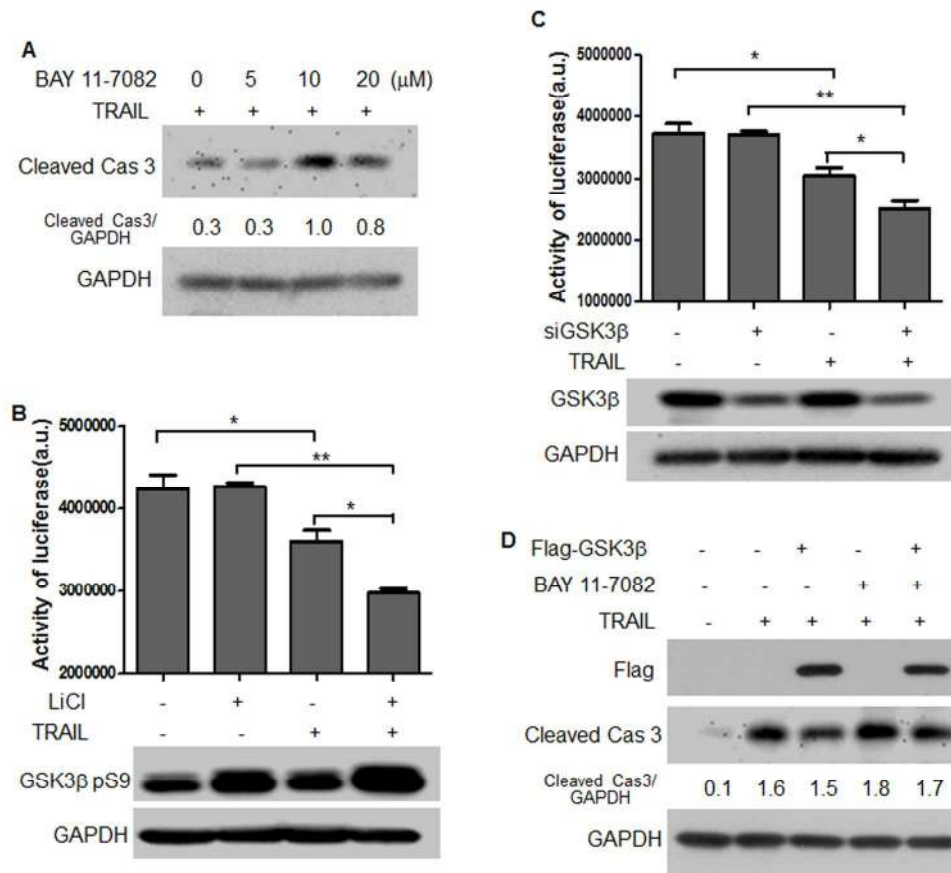 A
BAY 11-7082 0 5 10 20 (μM)
TRAIL + + + +
Cleaved Cas 3
Cleaved Cas3/
GAPDH
0.3 0.3 1.0 0.8
GAPDH
B
Activity of luciferase(a.u.)
5000000
4000000
3000000
2000000
* ** *
LiCl - + - +
TRAIL - - + +
GSK3β pS9
GAPDH
C
Activity of luciferase(a.u.)
5000000
4000000
3000000
2000000
1000000
* ** *
siGSK3β - + - +
TRAIL - - + +
GSK3β
GAPDH
D
Flag-GSK3β - - + - +
BAY 11-7082 - - - + +
TRAIL - + + + +
Flag
Cleaved Cas 3
Cleaved Cas3/
GAPDH
0.1 1.6 1.5 1.8 1.7
GAPDH